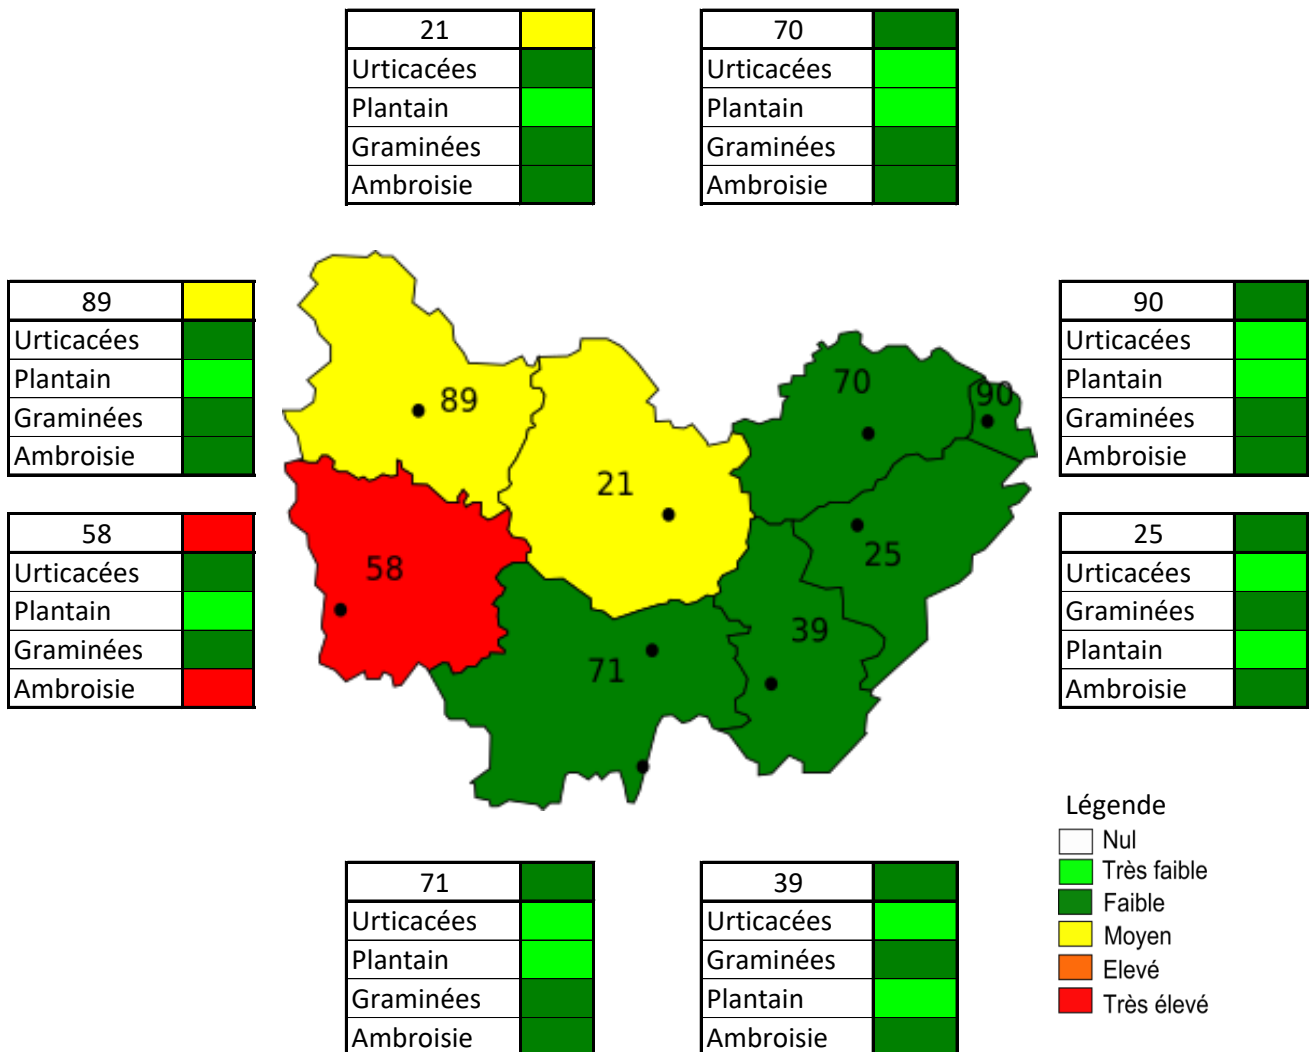 21
Urticacées
Plantain
Graminées
Ambroisie
70
Urticacées
Plantain
Graminées
Ambroisie
89
Urticacées
Plantain
Graminées
Ambroisie
58
Urticacées
Plantain
Graminées
Ambroisie
89
21
70
90
58
25
39
71
90
Urticacées
Plantain
Graminées
Ambroisie
25
Urticacées
Graminées
Plantain
Ambroisie
71
Urticacées
Plantain
Graminées
Ambroisie
39
Urticacées
Graminées
Plantain
Ambroisie
Légende
Nul
Très faible
Faible
Moyen
Elevé
Très élevé